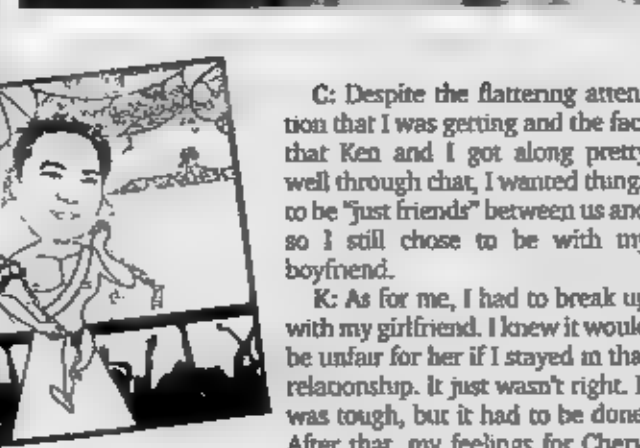 C: Despite the flattering atten
tion that I was getting and the fac
that Ken and I got along pretty
well through chat, I wanted thing
to be "just friends" between us and
so I still chose to be with my
boyfriend.
K: As for me, I had to break u
with my girlfriend. I knew it woul
be unfair for her if I stayed in tha
relationship. It just wasn't right. I
was tough, but it had to be done
After that, my feelings for Cher